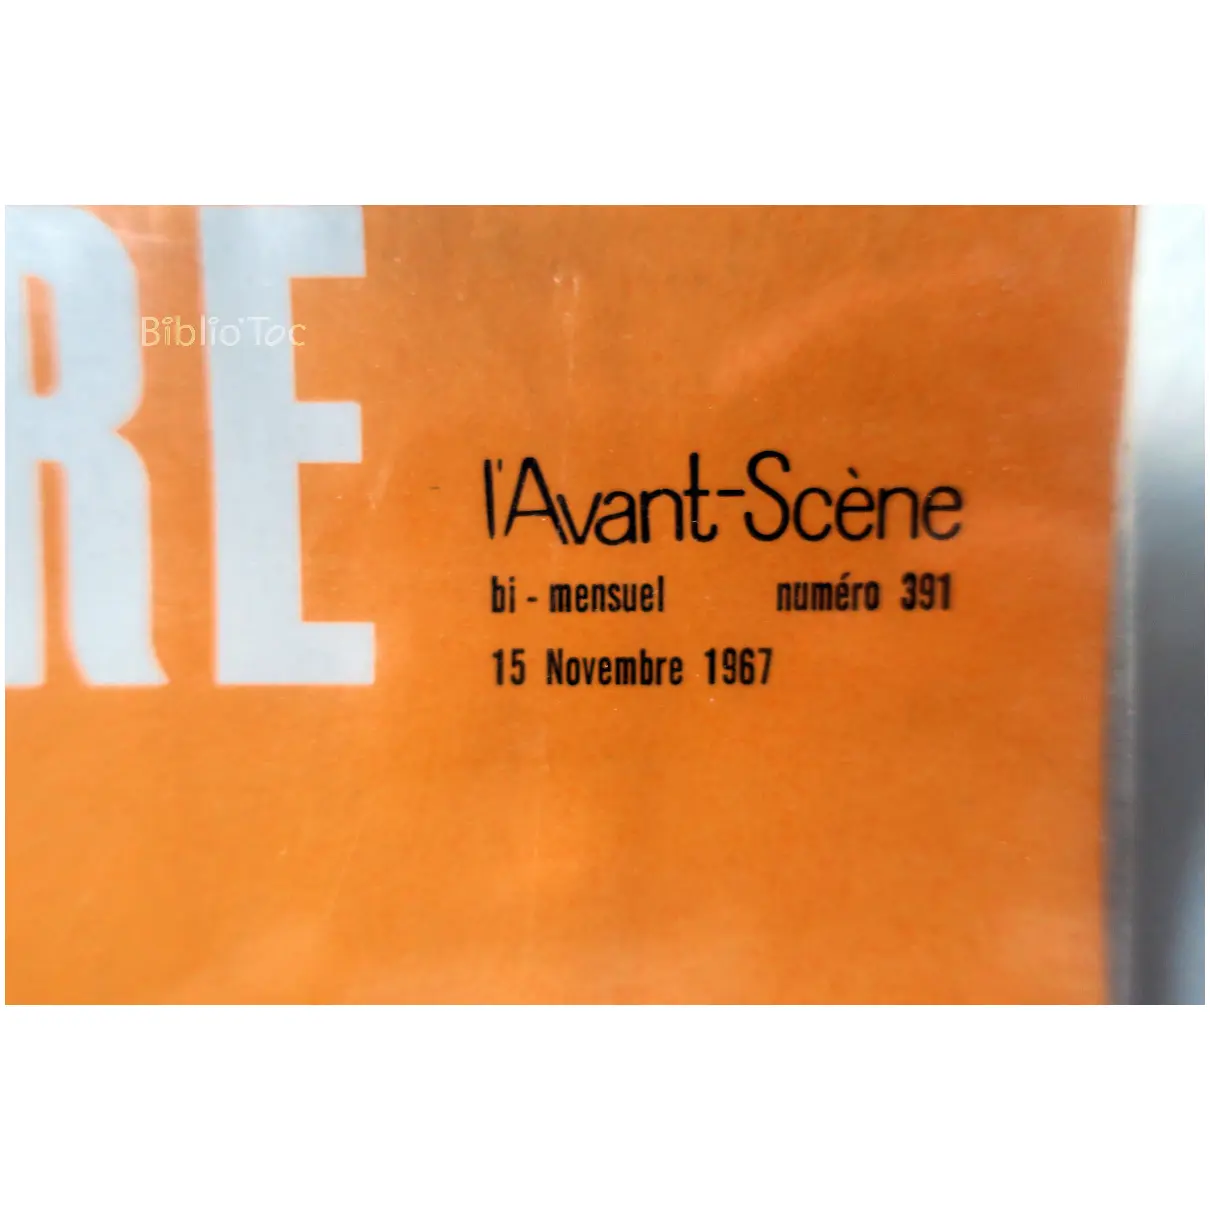 RE
Biblio'Toc
l'Avant-Scène
bi - mensuel numéro 391
15 Novembre 1967